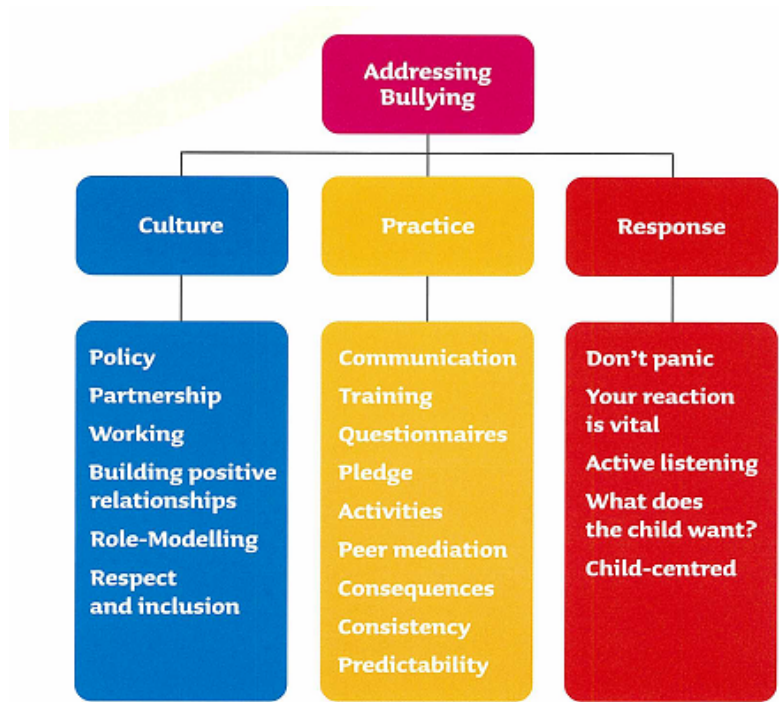 Addressing
Bullying
Culture
Practice
Response
Policy
Partnership
Working
Building positive
relationships
Role-Modelling
Respect
and inclusion
Communication
Training
Questionnaires
Pledge
Activities
Peer mediation
Consequences
Consistency
Predictability
Don't panic
Your reaction
is vital
Active listening
What does
the child want?
Child-centred